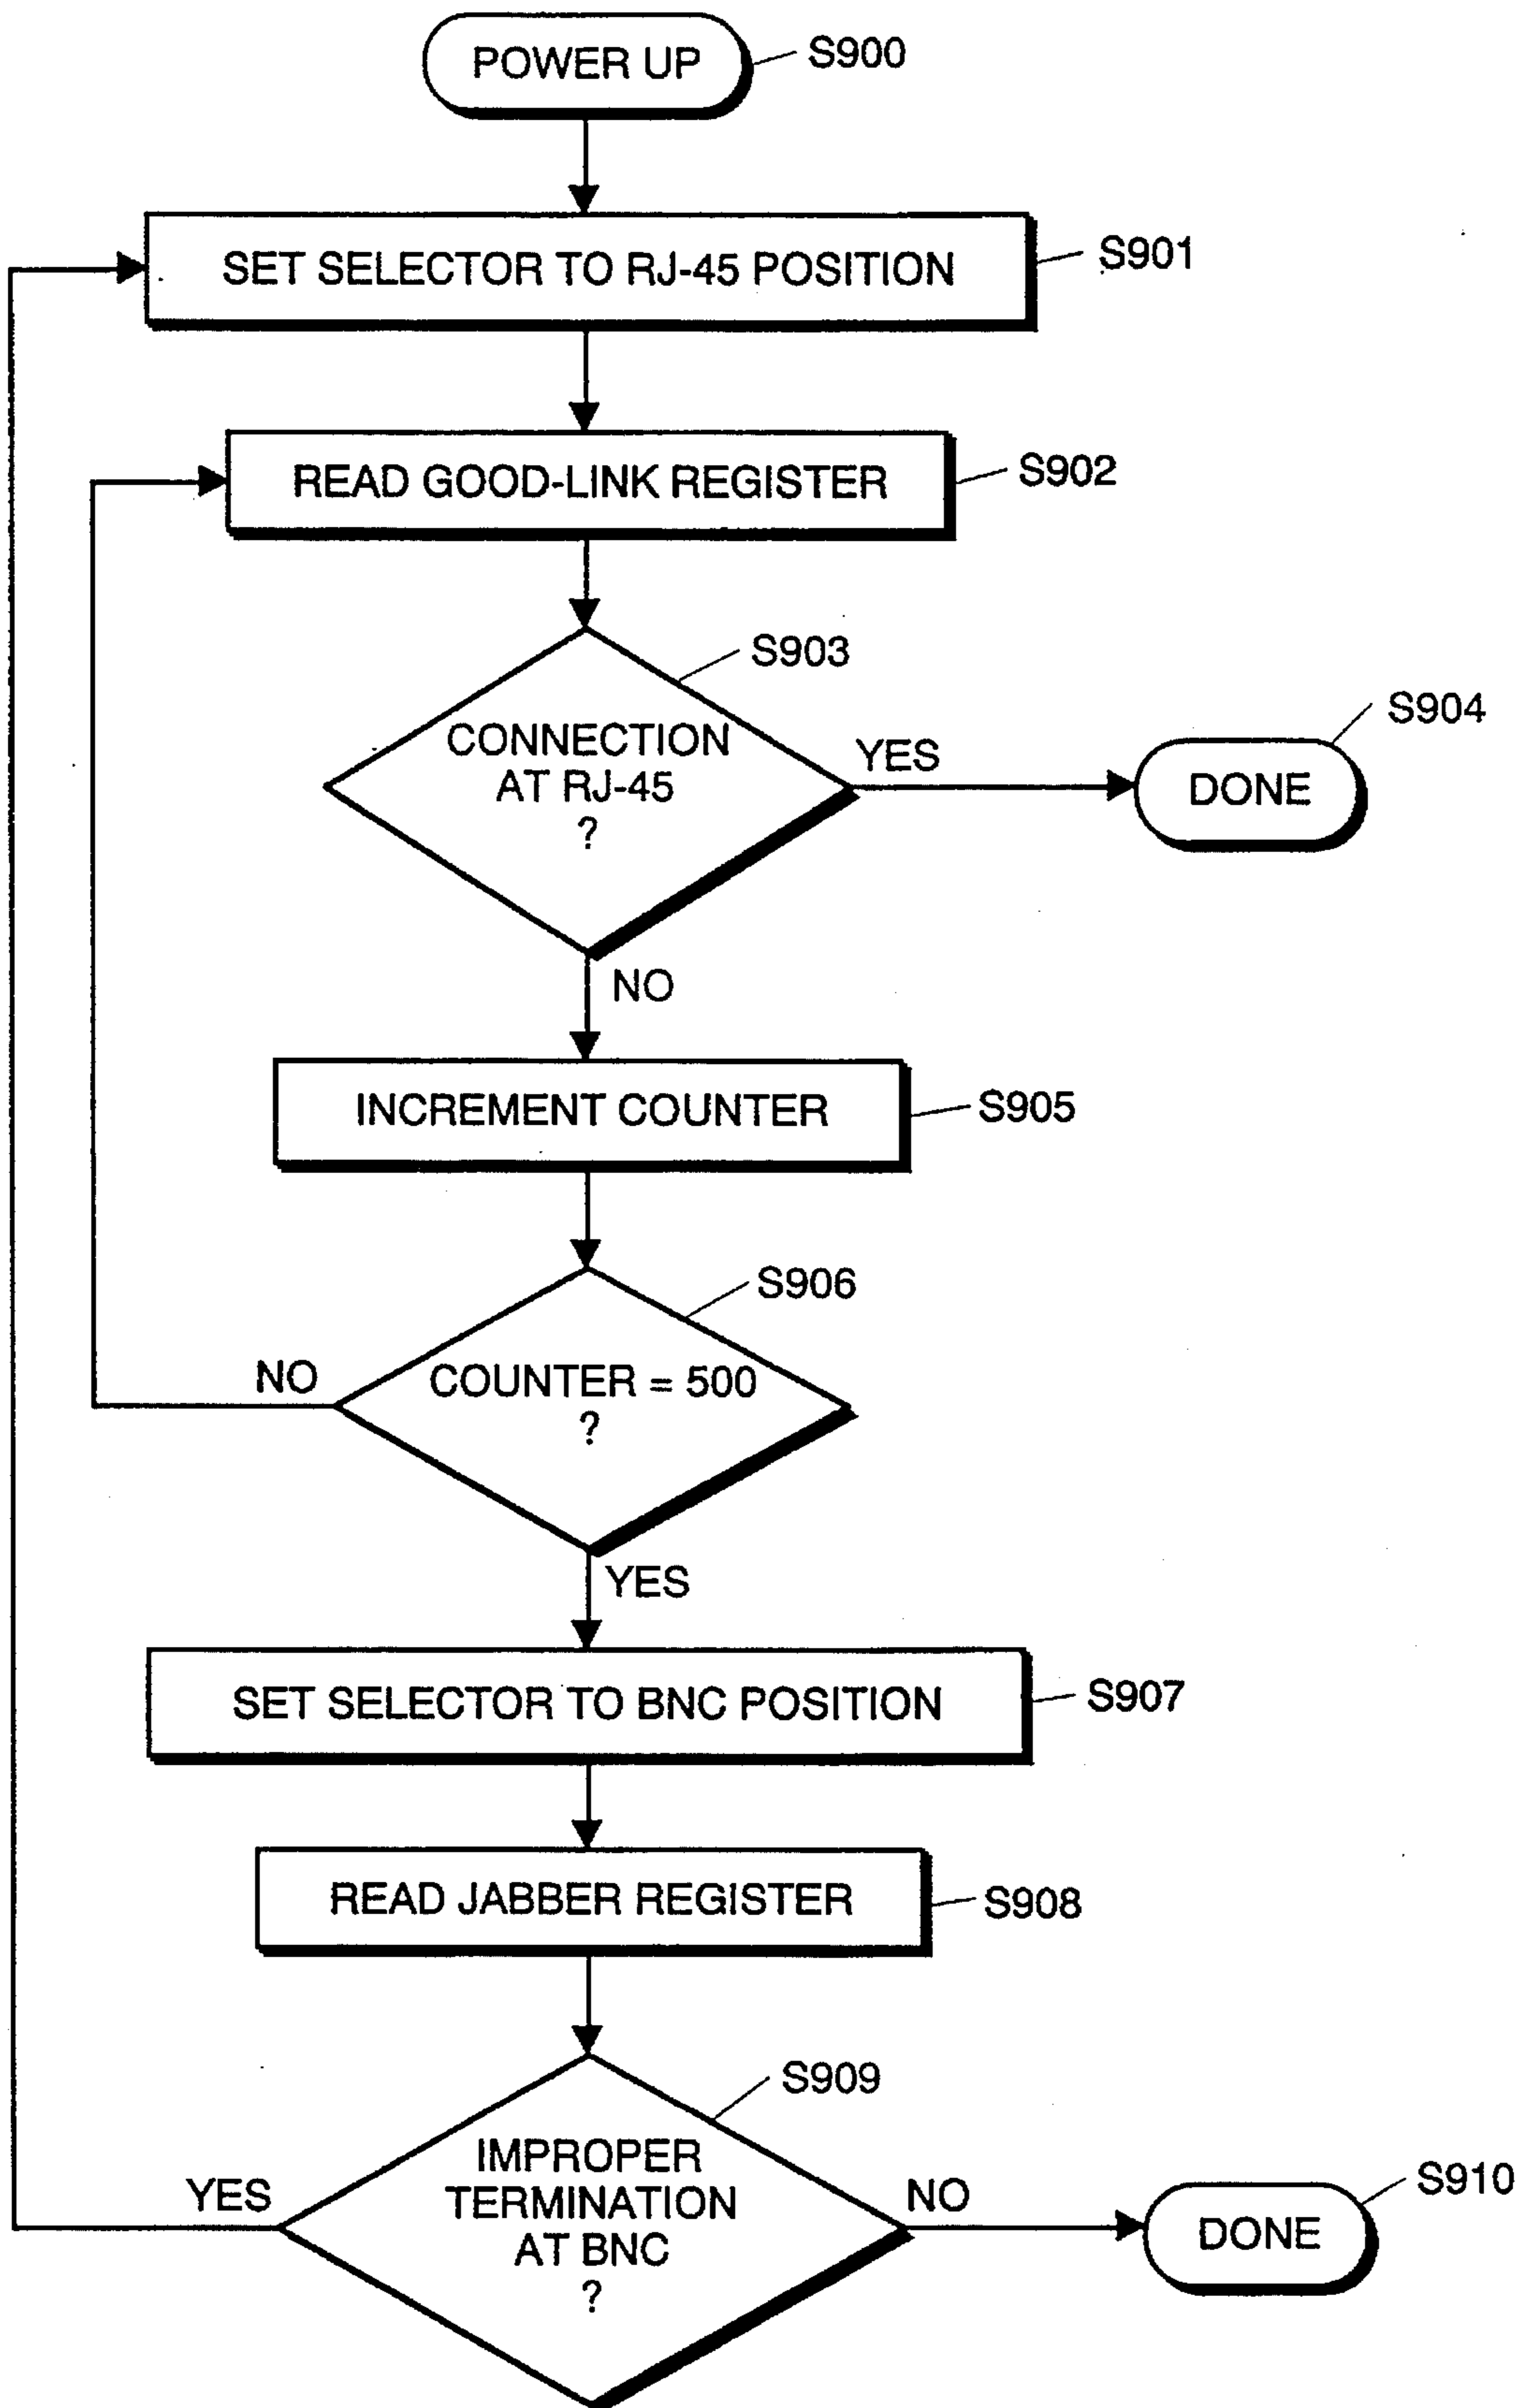 POWER UP
S900
SET SELECTOR TO RJ-45 POSITION
S901
READ GOOD-LINK REGISTER
S902
S903
CONNECTION
AT RJ-45
?
YES
S904
DONE
NO
INCREMENT COUNTER
S905
S906
NO
COUNTER = 500
?
YES
SET SELECTOR TO BNC POSITION
S907
READ JABBER REGISTER
S908
S909
YES
IMPROPER
TERMINATION
AT BNC
?
NO
S910
DONE